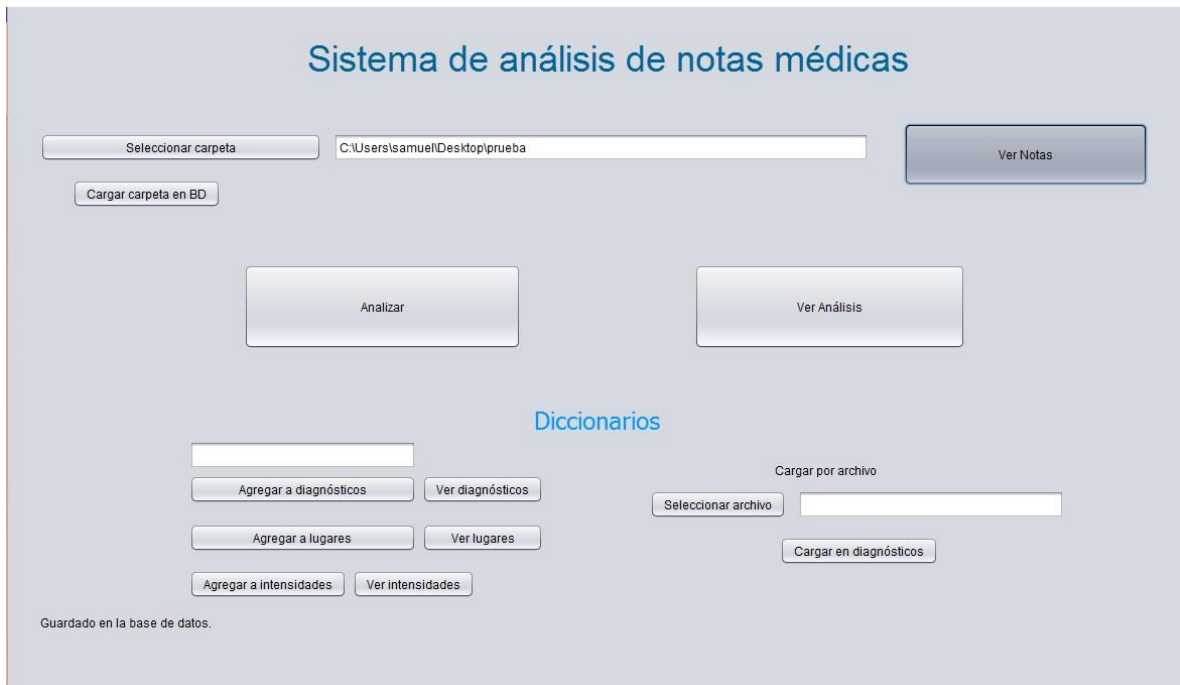 Sistema de análisis de notas médicas
Seleccionar carpeta
C:\Users\samuel\Desktop\prueba
Ver Notas
Cargar carpeta en BD
Analizar
Ver Análisis
Diccionarios
Cargar por archivo
Agregar a diagnósticos
Ver diagnósticos
Seleccionar archivo
Agregar a lugares
Ver lugares
Cargar en diagnósticos
Agregar a intensidades
Ver intensidades
Guardado en la base de datos.